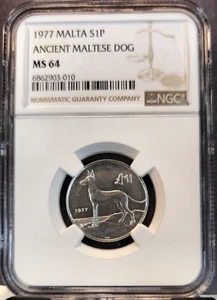 1977 MALTA S1P
ANCIENT MALTESE DOG
MS 64
6862903-010
NUMISMATIC GUARANTY COMPANY
NGC
£M1
1977